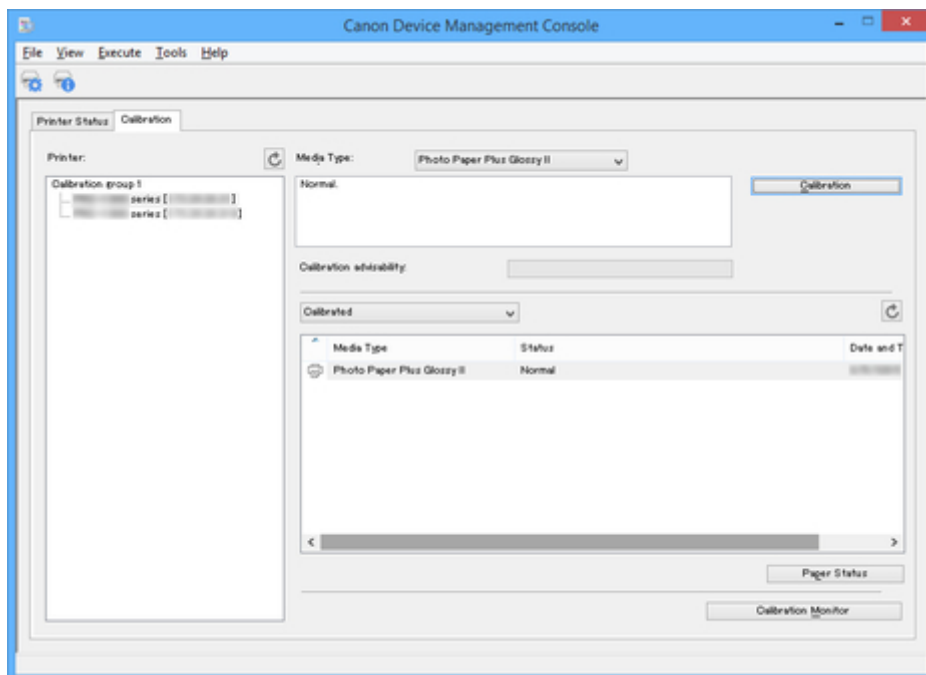 Canon Device Management Console
File View Execute Tools Help
Printer Status Calibration
Printer: Media Type: Photo Paper Plus Glossy II
Calibration group 1
series [ ]
series [ ]
Normal.
Calibration
Calibration advisability:
Calibrated
Media Type Status Date and T
Photo Paper Plus Glossy II Normal
Paper Status
Calibration Monitor